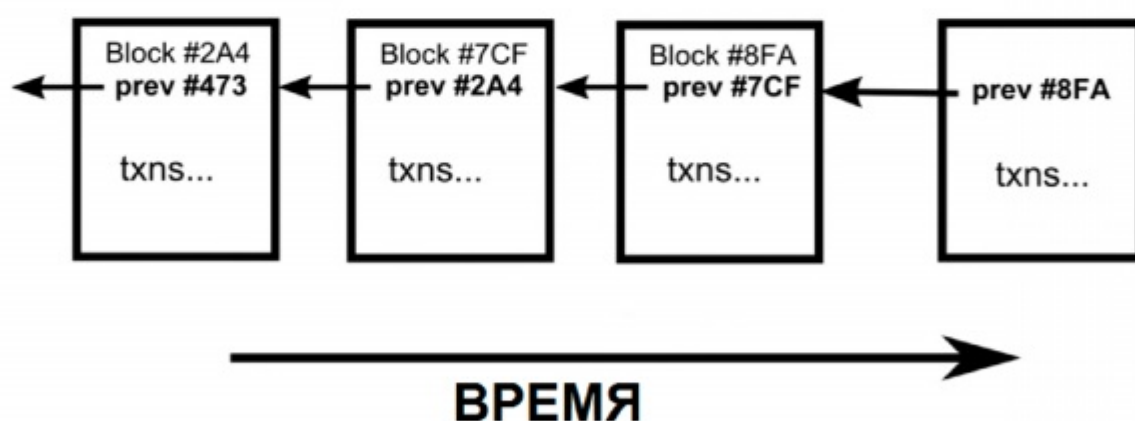 Block #2A4
prev #473
txns...
Block #7CF
prev #2A4
txns...
Block #8FA
prev #7CF
txns...
prev #8FA
txns...
ВРЕМЯ